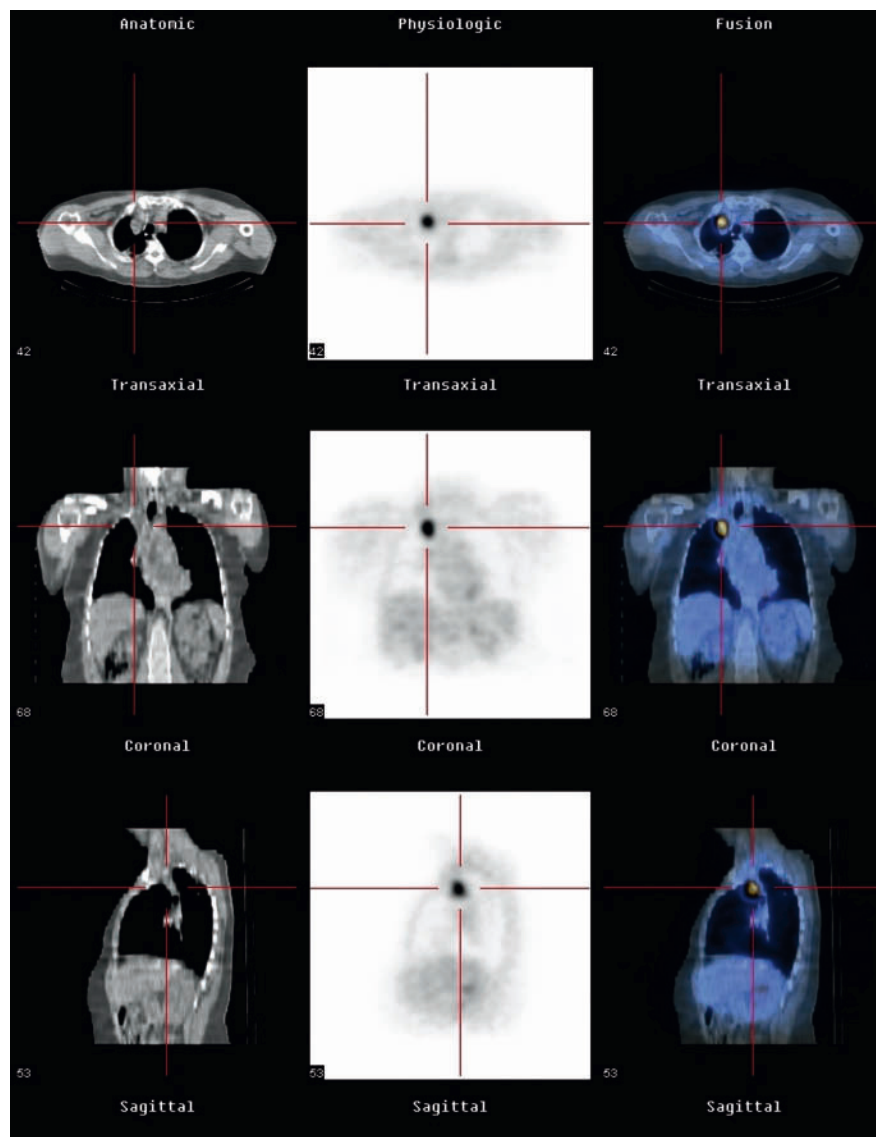 Anatomic Physiologic Fusion
42 42 42
Transaxial Transaxial Transaxial
68 68 68
Coronal Coronal Coronal
53 53 53
Sagittal Sagittal Sagittal